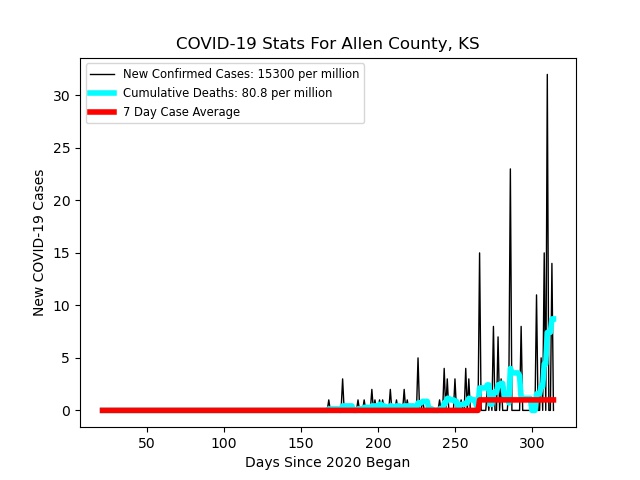 COVID-19 Stats For Allen County, KS
New Confirmed Cases: 15300 per million
Cumulative Deaths: 80.8 per million
7 Day Case Average
New COVID-19 Cases
30
25
20
15
10
5
0
50 100 150 200 250 300
Days Since 2020 Began